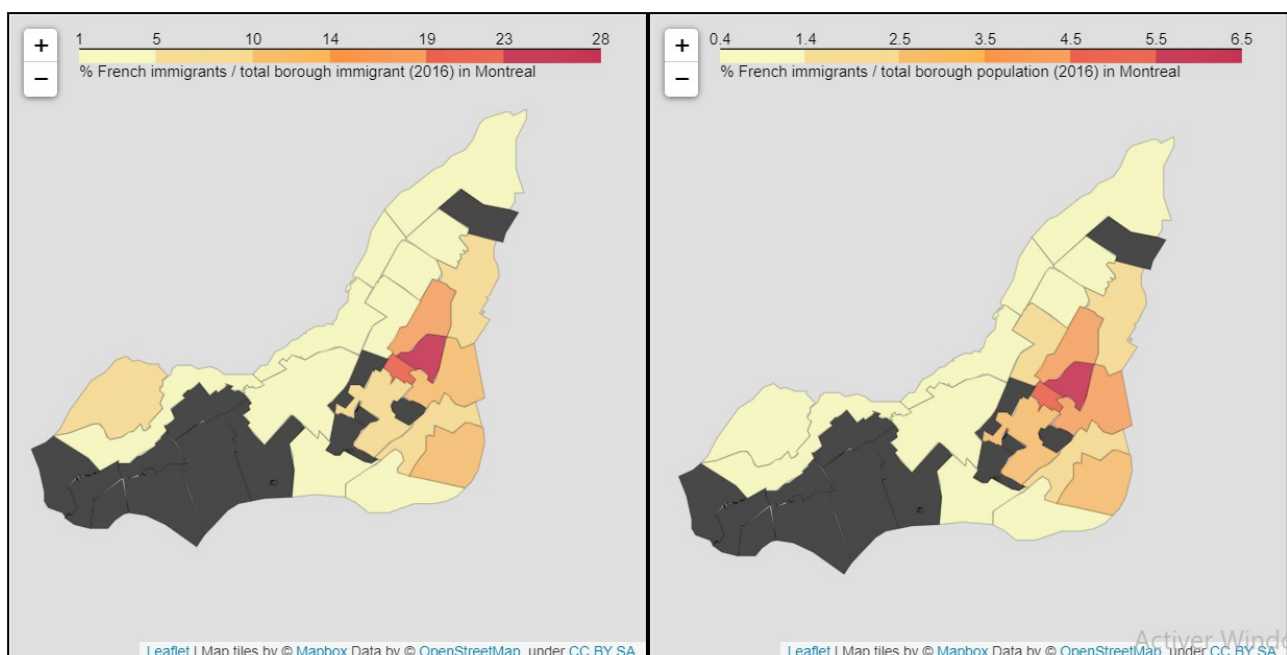 +
−
1 5 10 14 19 23 28
% French immigrants / total borough immigrant (2016) in Montreal
Leaflet | Map tiles by © Mapbox Data by © OpenStreetMap, under CC BY SA
+
−
0.4 1.4 2.5 3.5 4.5 5.5 6.5
% French immigrants / total borough population (2016) in Montreal
Activer Windo
Leaflet | Map tiles by © Mapbox Data by © OpenStreetMap, under CC BY SA